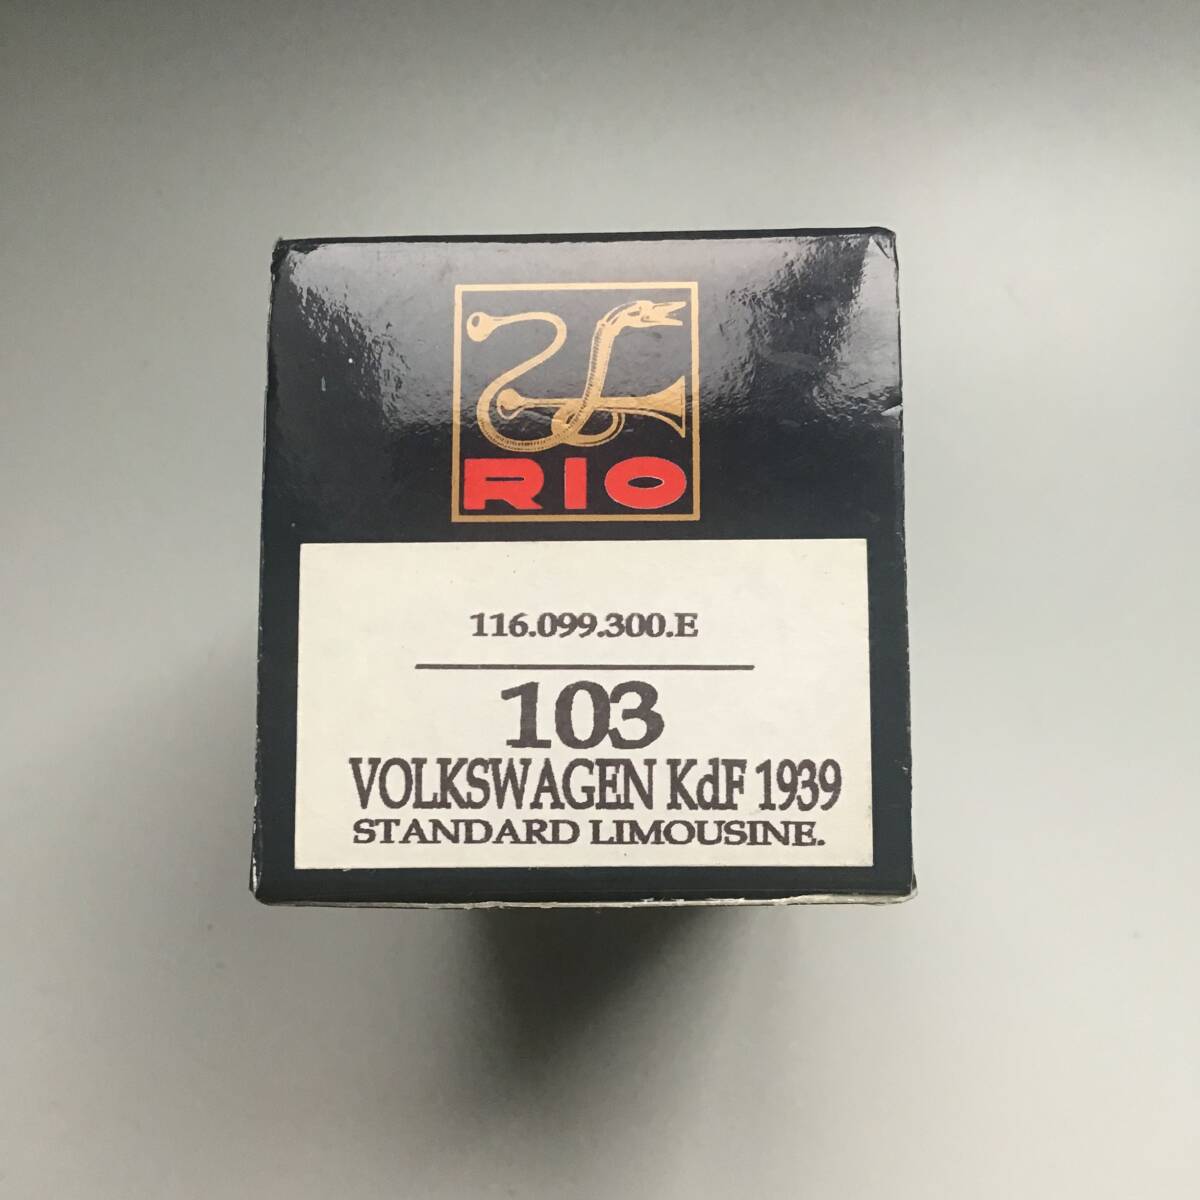 RIO
116.099.300.E
103
VOLKSWAGEN KdF 1939
STANDARD LIMOUSINE.